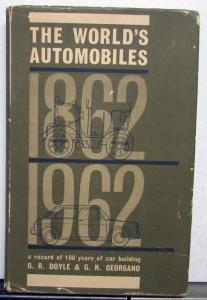 THE WORLD'S
AUTOMOBILES
1862
1962
a record of 100 years of car building
G. R. DOYLE & G. N. GEORGANO